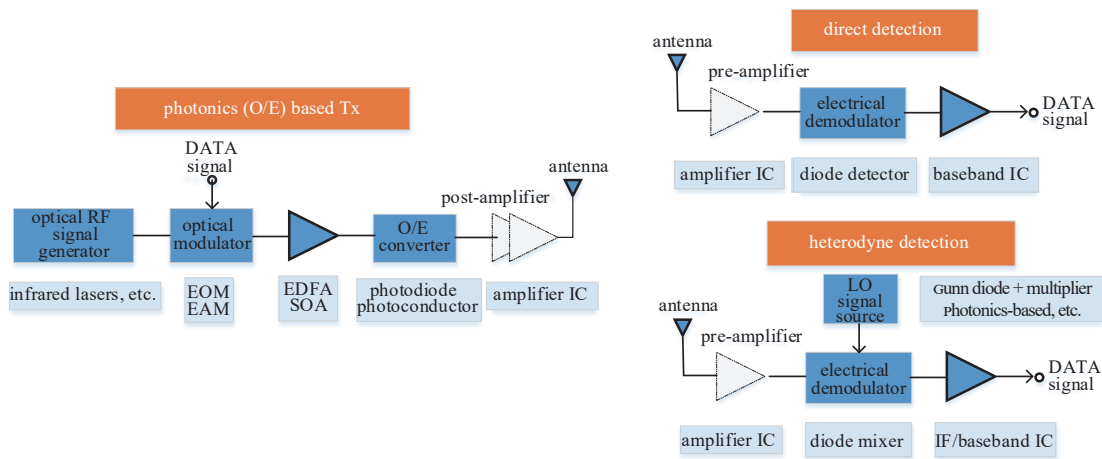 photonics (O/E) based Tx
DATA
signal
antenna
post-amplifier
optical RF
signal
generator
optical
modulator
O/E
converter
infrared lasers, etc.
EOM
EAM
EDFA
SOA
photodiode
photoconductor
amplifier IC
direct detection
antenna
pre-amplifier
electrical
demodulator
DATA
signal
amplifier IC
diode detector
baseband IC
heterodyne detection
LO
signal
source
Gunn diode + multiplier
Photonics-based, etc.
antenna
pre-amplifier
electrical
demodulator
DATA
signal
amplifier IC
diode mixer
IF/baseband IC